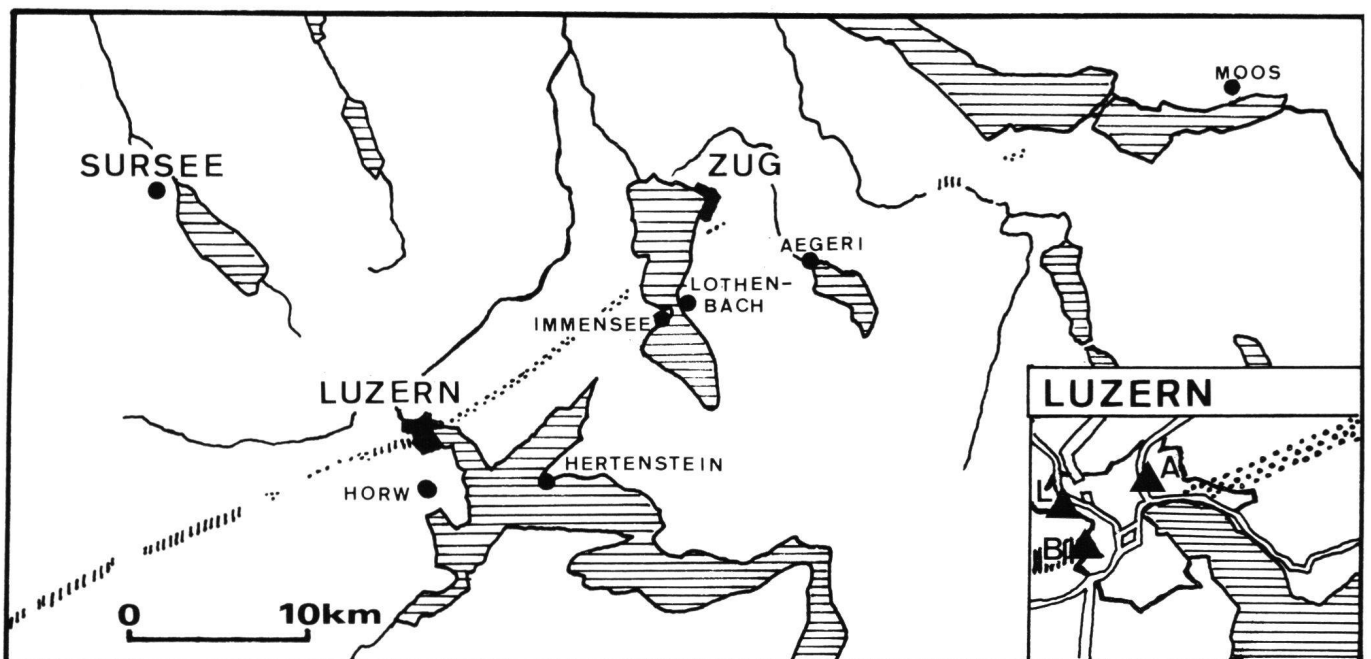 MOOS
SURSEE
ZUG
AEGERI
LOTHEN-
BACH
IMMENSEE
LUZERN
HERTENSTEIN
HORW
0 10km
LUZERN
A
L
B